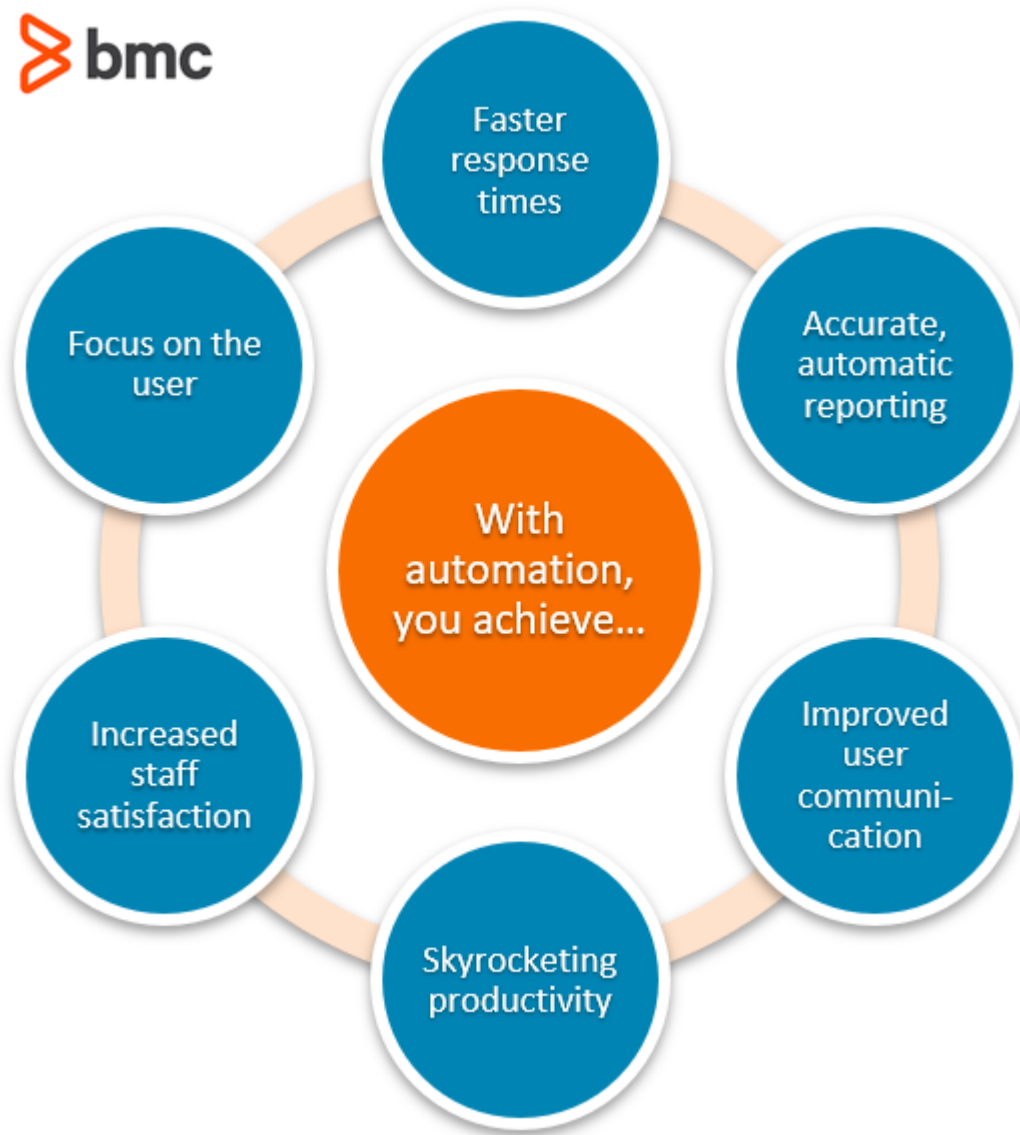 bmc
Faster
response
times
Accurate,
automatic
reporting
Improved
user
communi-
cation
Skyrocketing
productivity
Increased
staff
satisfaction
Focus on the
user
With
automation,
you achieve...